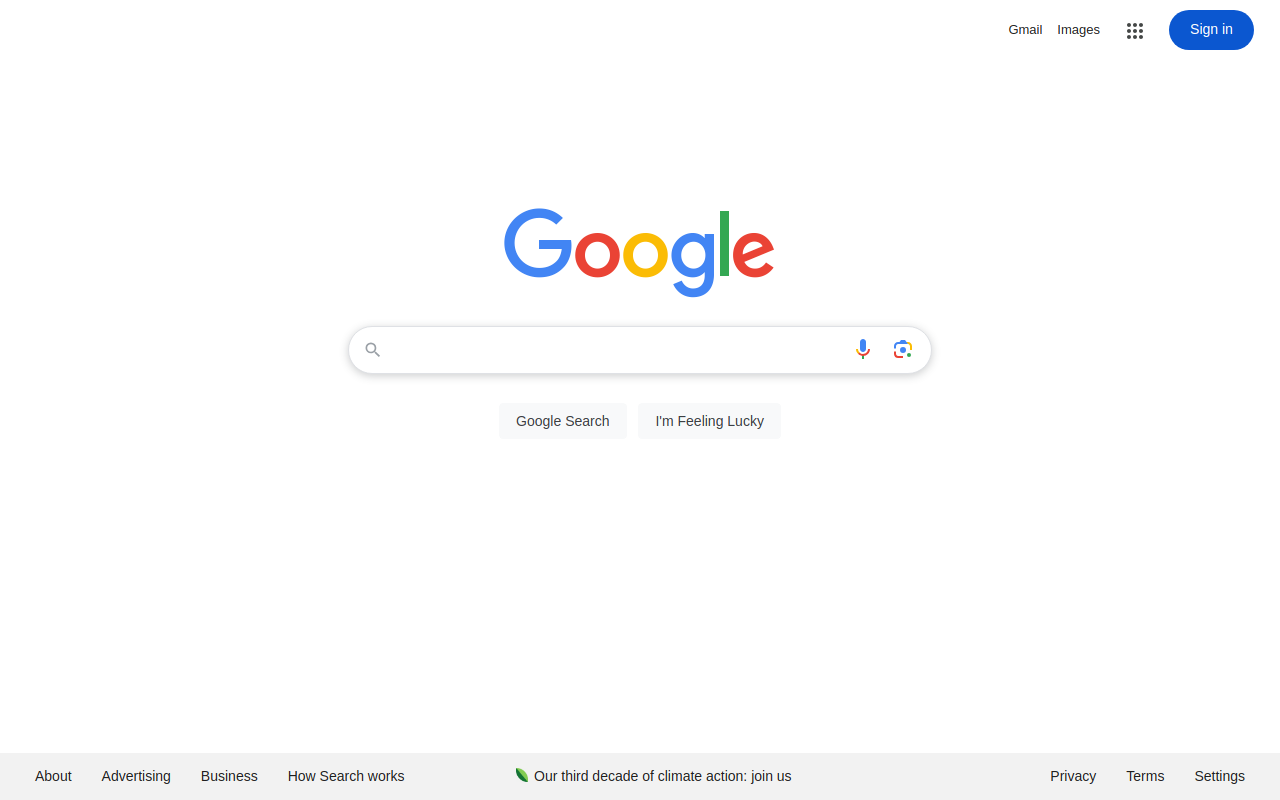 Gmail Images Sign in
Google
Google Search I'm Feeling Lucky
About Advertising Business How Search works Our third decade of climate action: join us Privacy Terms Settings